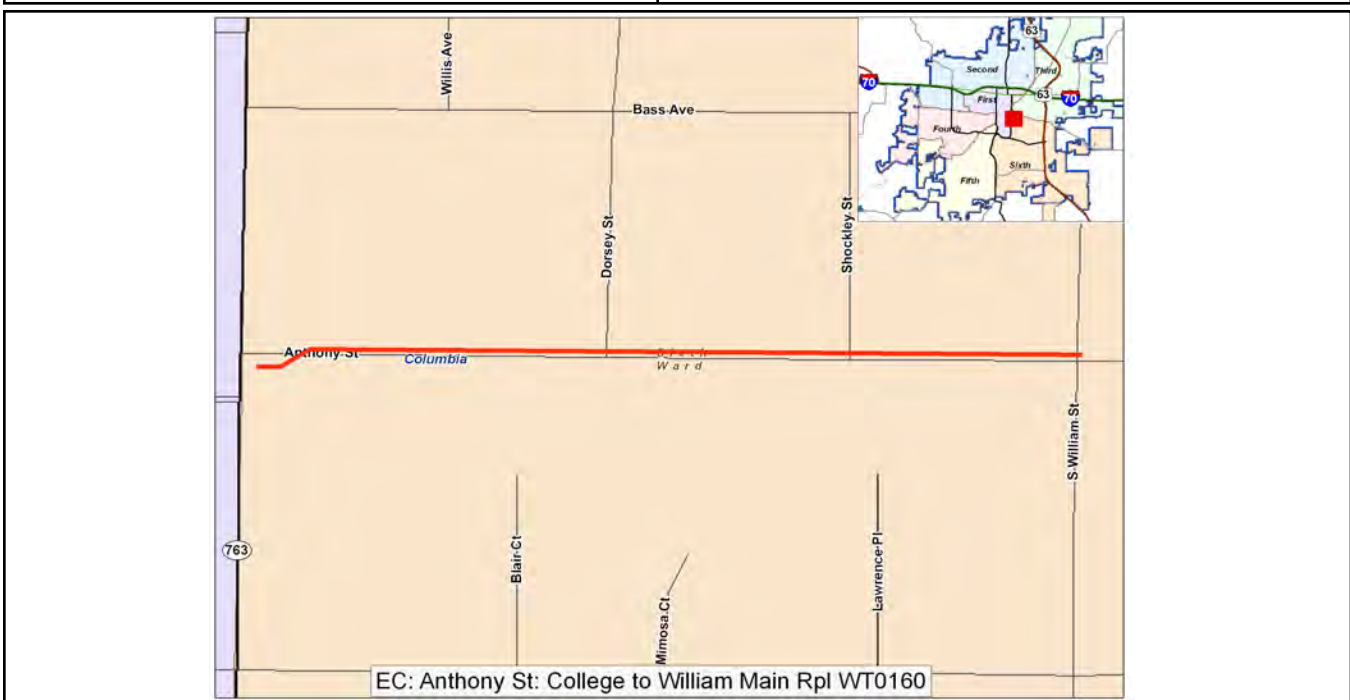 63
Second
Third
70
63
70
First
Fourth
Sixth
Fifth
Willis Ave
Bass Ave
Dorsey St
Shockley St
Anthony St
Columbia
Sixth
Ward
S William St
763
Blair Ct
Mimosa Ct
Lawrence Pl
EC: Anthony St: College to William Main Rpl WT0160